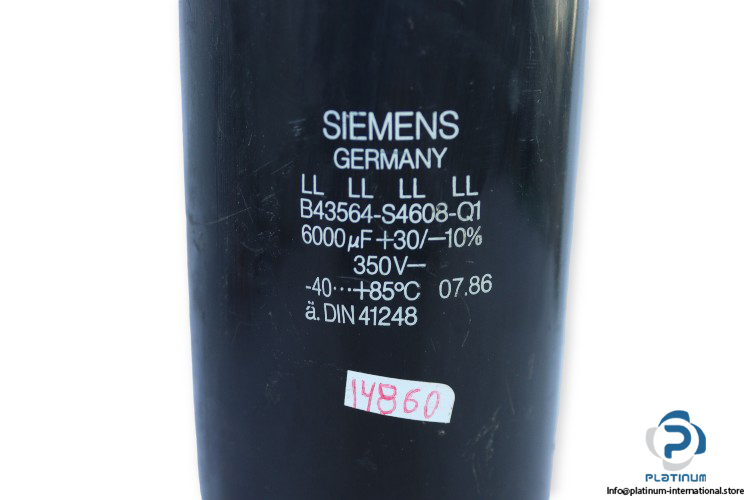 SIEMENS
GERMANY
LL LL LL LL
B43564-S4608-Q1
6000µF+30/–10%
350V–
-40···+85°C 07.86
ä.DIN 41248
14860
PLATINUM
Info@platinum-international.store